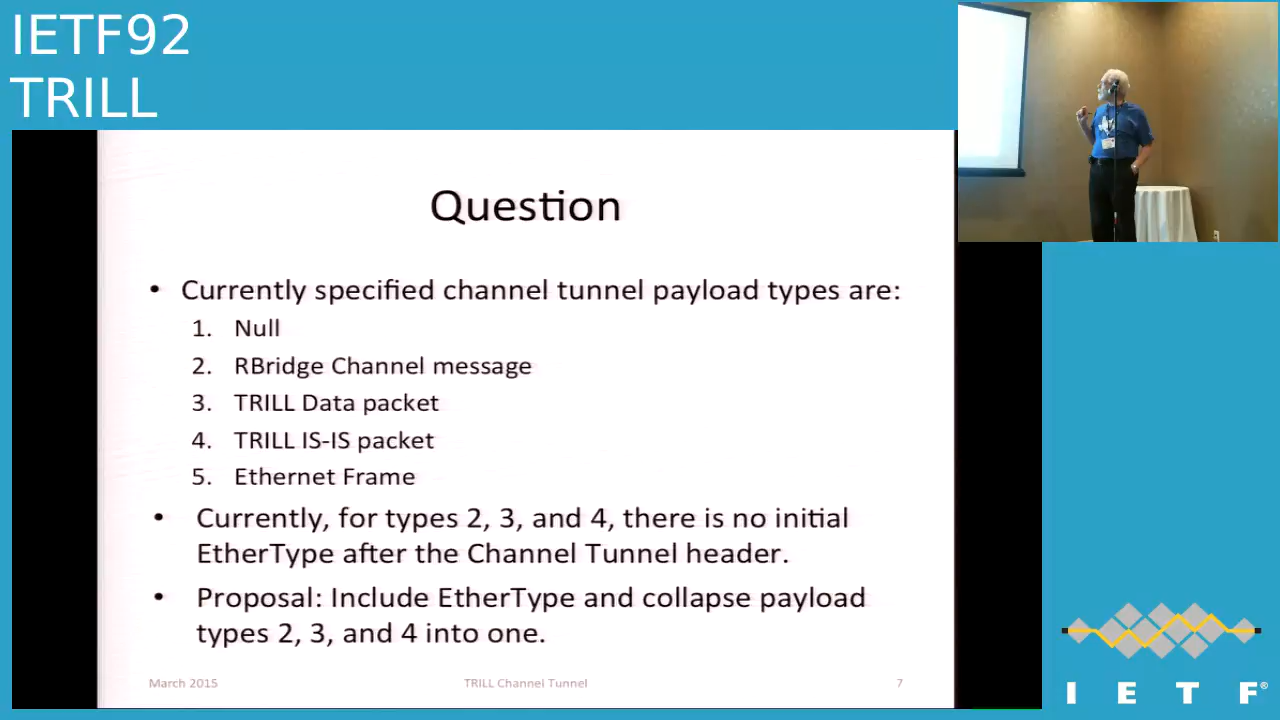 IETF92
TRILL
Question
• Currently specified channel tunnel payload types are:
1. Null
2. RBridge Channel message
3. TRILL Data packet
4. TRILL IS-IS packet
5. Ethernet Frame
• Currently, for types 2, 3, and 4, there is no initial
EtherType after the Channel Tunnel header.
• Proposal: Include EtherType and collapse payload
types 2, 3, and 4 into one.
March 2015
TRILL Channel Tunnel
7
I E T F®